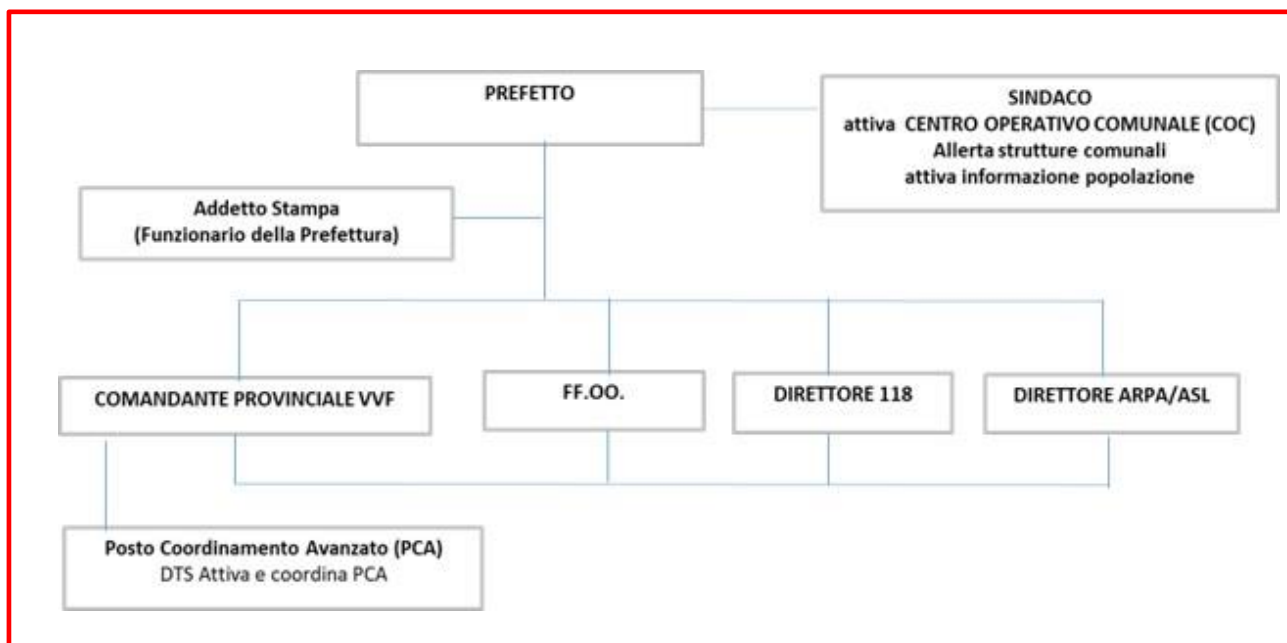 PREFETTO
SINDACO
attiva CENTRO OPERATIVO COMUNALE (COC)
Allerta strutture comunali
attiva informazione popolazione
Addetto Stampa
(Funzionario della Prefettura)
COMANDANTE PROVINCIALE VVF
FF.OO.
DIRETTORE 118
DIRETTORE ARPA/ASL
Posto Coordinamento Avanzato (PCA)
DTS Attiva e coordina PCA